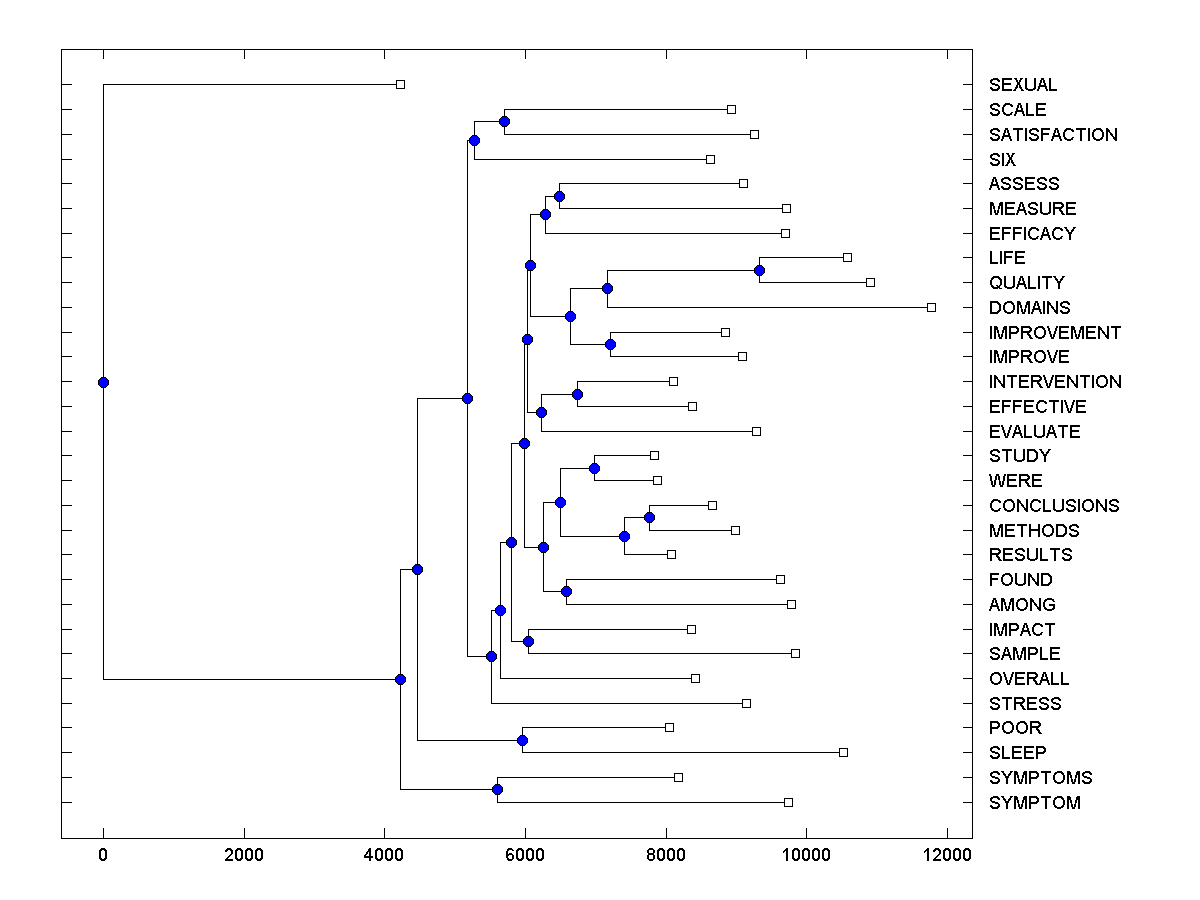 SEXUAL
SCALE
SATISFACTION
SIX
ASSESS
MEASURE
EFFICACY
LIFE
QUALITY
DOMAINS
IMPROVEMENT
IMPROVE
INTERVENTION
EFFECTIVE
EVALUATE
STUDY
WERE
CONCLUSIONS
METHODS
RESULTS
FOUND
AMONG
IMPACT
SAMPLE
OVERALL
STRESS
POOR
SLEEP
SYMPTOMS
SYMPTOM
0 2000 4000 6000 8000 10000 12000